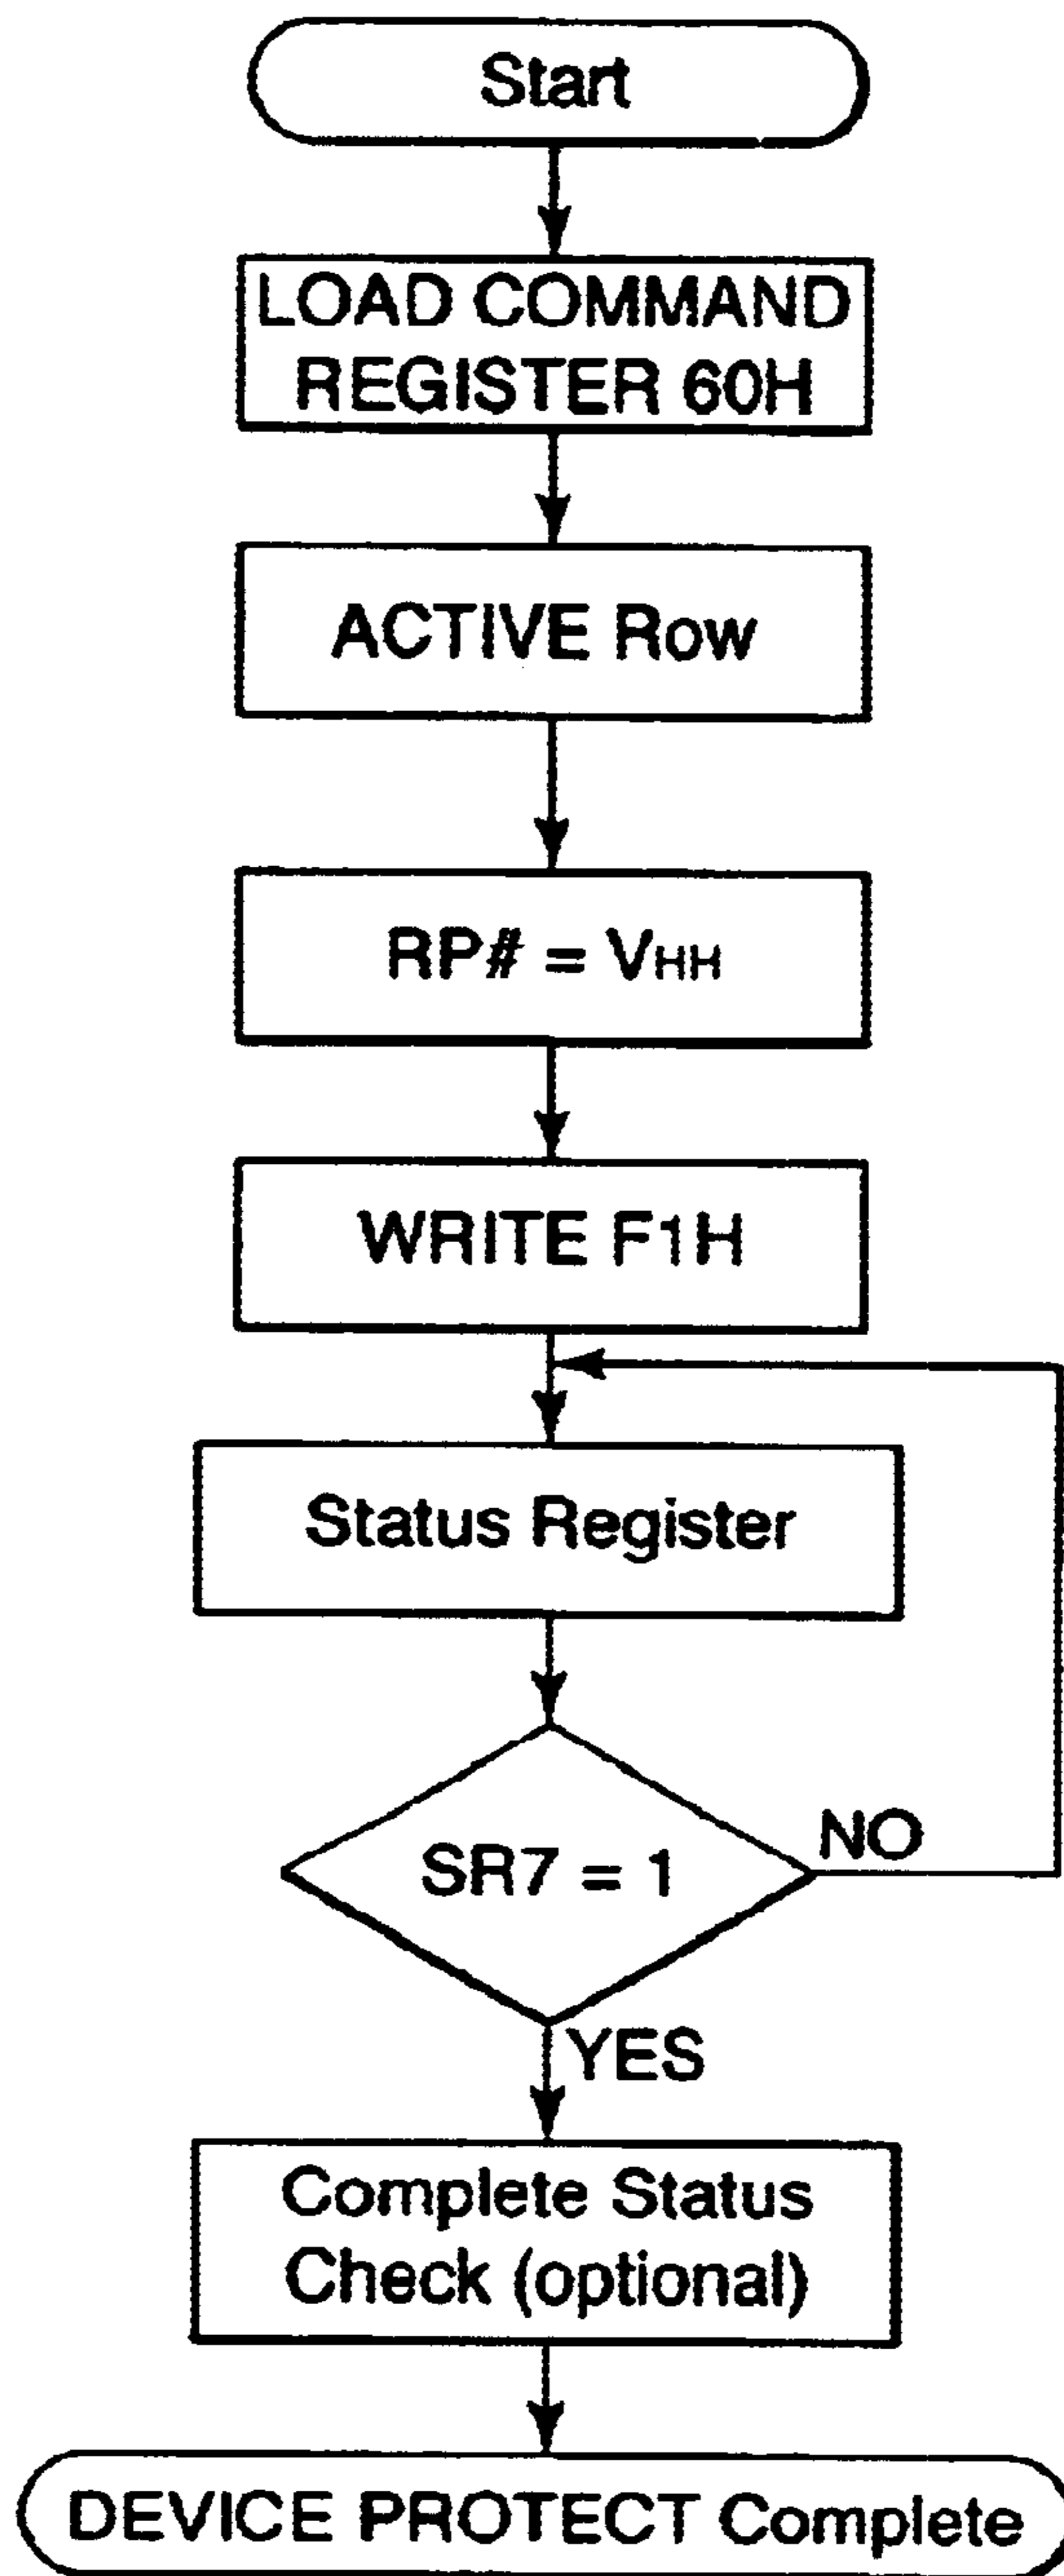 Start
LOAD COMMAND
REGISTER 60H
ACTIVE Row
RP# = VHH
WRITE F1H
Status Register
SR7 = 1
NO
YES
Complete Status
Check (optional)
DEVICE PROTECT Complete